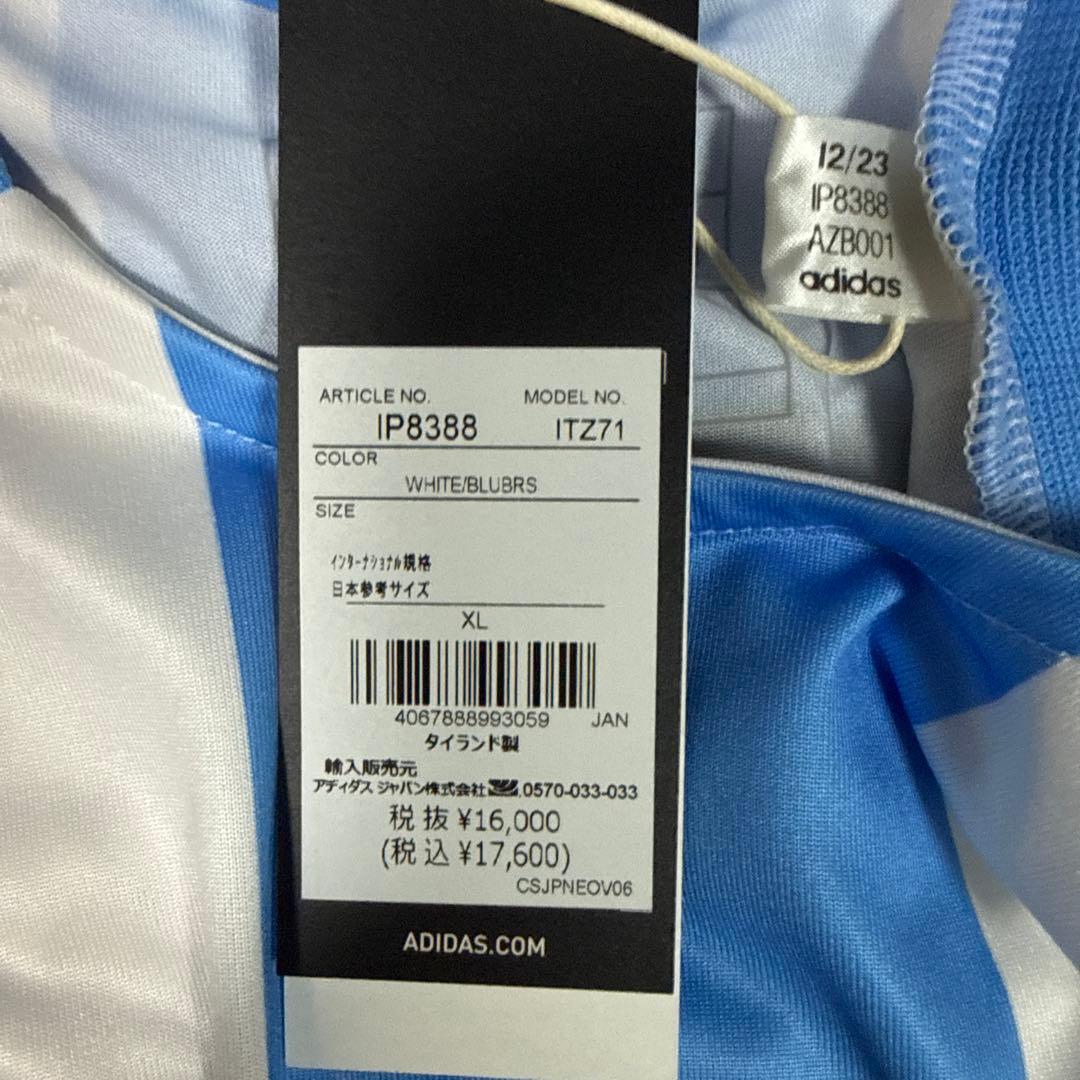 12/23
IP8388
AZB001
adidas
ARTICLE NO. MODEL NO.
IP8388 ITZ71
COLOR
WHITE/BLUBRS
SIZE
インターナショナル規格
日本参考サイズ
XL
4067888993059 JAN
タイランド製
輸入販売元
アディダス ジャパン株式会社 0570-033-033
税抜 ¥16,000
(税込 ¥17,600)
CSJPNEOV06
ADIDAS.COM